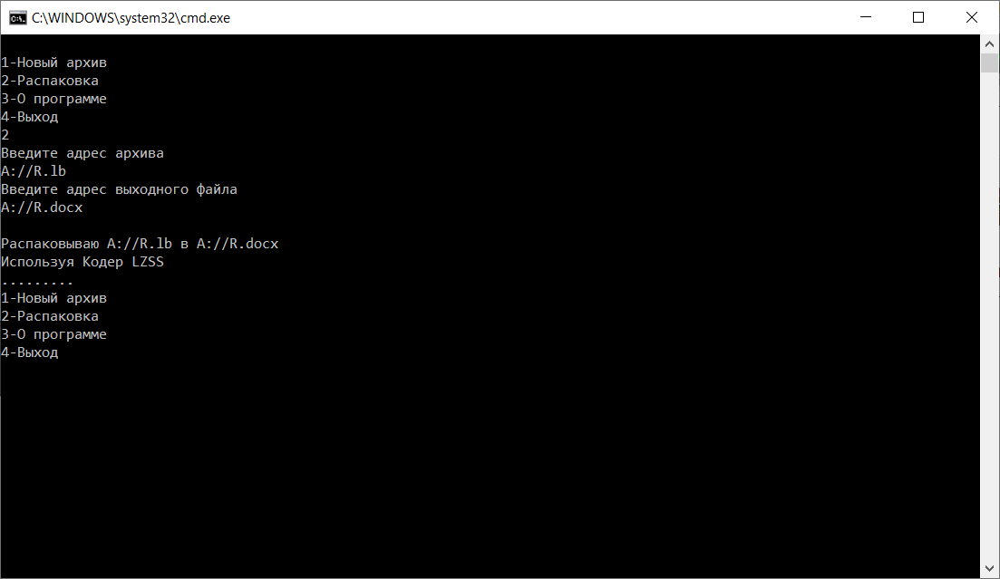 C:\WINDOWS\system32\cmd.exe
1-Новый архив
2-Распаковка
3-О программе
4-Выход
2
Введите адрес архива
A://R.lb
Введите адрес выходного файла
A://R.docx
Распаковываю A://R.lb в A://R.docx
Используя Кодер LZSS
.........
1-Новый архив
2-Распаковка
3-О программе
4-Выход